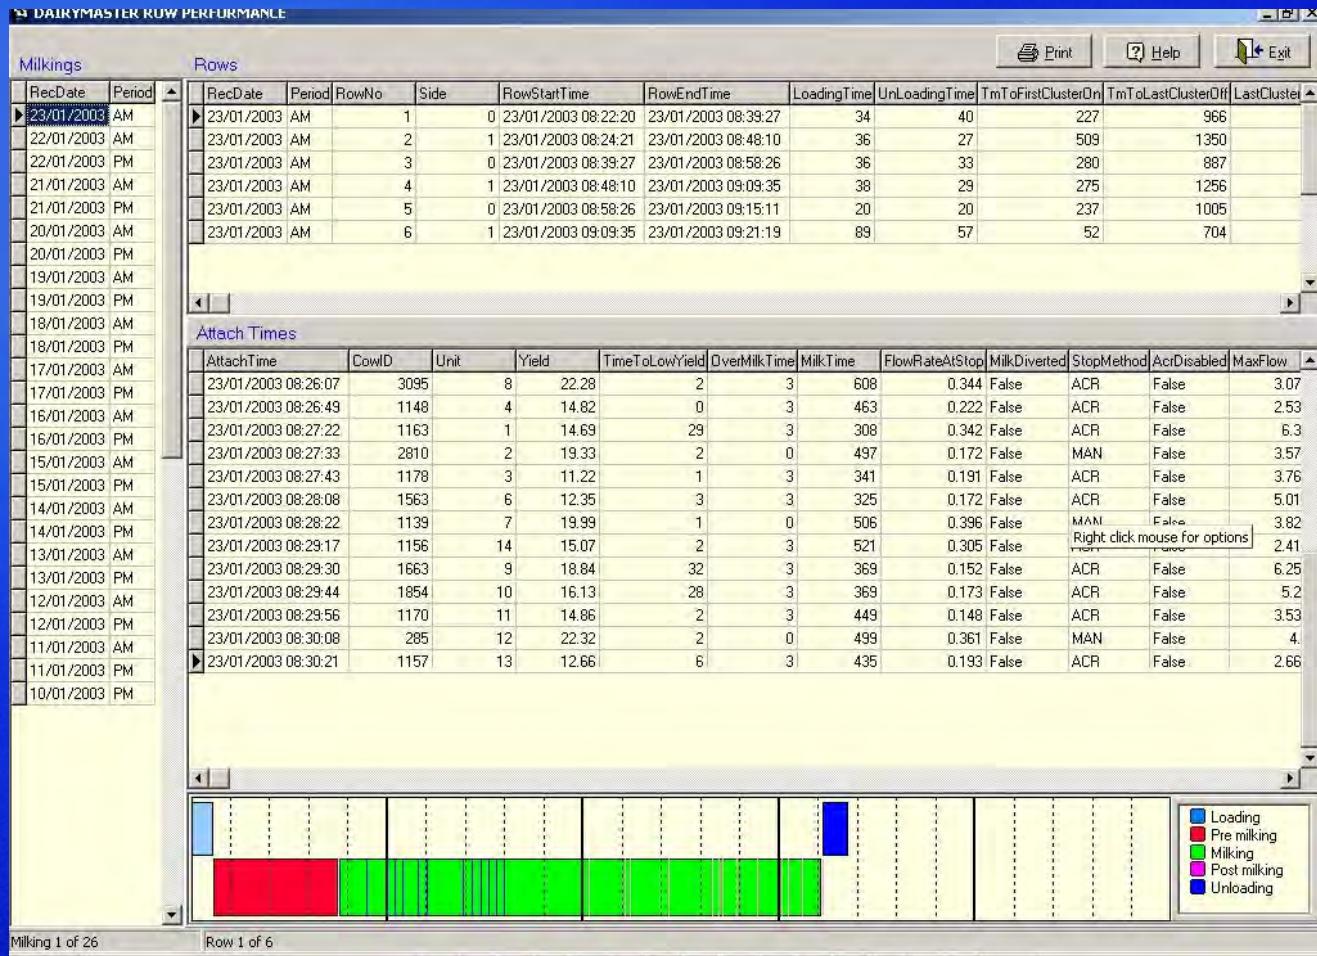 DAIRYMASTER ROW PERFORMANCE
Print Help Exit
Milkings
RecDate Period
23/01/2003 AM
22/01/2003 AM
22/01/2003 PM
21/01/2003 AM
21/01/2003 PM
20/01/2003 AM
20/01/2003 PM
19/01/2003 AM
19/01/2003 PM
18/01/2003 AM
18/01/2003 PM
17/01/2003 AM
17/01/2003 PM
16/01/2003 AM
16/01/2003 PM
15/01/2003 AM
15/01/2003 PM
14/01/2003 AM
14/01/2003 PM
13/01/2003 AM
13/01/2003 PM
12/01/2003 AM
12/01/2003 PM
11/01/2003 AM
11/01/2003 PM
10/01/2003 PM
Rows
RecDate Period RowNo Side RowStartTime RowEndTime LoadingTime UnLoadingTime TmToFirstClusterOn TmToLastClusterOff LastCluster
23/01/2003 AM 1 0 23/01/2003 08:22:20 23/01/2003 08:39:27 34 40 227 966
23/01/2003 AM 2 1 23/01/2003 08:24:21 23/01/2003 08:48:10 36 27 509 1350
23/01/2003 AM 3 0 23/01/2003 08:39:27 23/01/2003 08:58:26 36 33 280 887
23/01/2003 AM 4 1 23/01/2003 08:48:10 23/01/2003 09:09:35 38 29 275 1256
23/01/2003 AM 5 0 23/01/2003 08:58:26 23/01/2003 09:15:11 20 20 237 1005
23/01/2003 AM 6 1 23/01/2003 09:09:35 23/01/2003 09:21:19 89 57 52 704
Attach Times
AttachTime CowID Unit Yield TimeToLowYield OverMilkTime MilkTime FlowRateAtStop MilkDiverted StopMethod AcrDisabled MaxFlow
23/01/2003 08:26:07 3095 8 22.28 2 3 608 0.344 False ACR False 3.07
23/01/2003 08:26:49 1148 4 14.82 0 3 463 0.222 False ACR False 2.53
23/01/2003 08:27:22 1163 1 14.69 29 3 308 0.342 False ACR False 6.3
23/01/2003 08:27:33 2810 2 19.33 2 0 497 0.172 False MAN False 3.57
23/01/2003 08:27:43 1178 3 11.22 1 3 341 0.191 False ACR False 3.76
23/01/2003 08:28:08 1563 6 12.35 3 3 325 0.172 False ACR False 5.01
23/01/2003 08:28:22 1139 7 19.99 1 0 506 0.396 False MAN False 3.82
23/01/2003 08:29:17 1156 14 15.07 2 3 521 0.305 False 2.41
Right click mouse for options
23/01/2003 08:29:30 1663 9 18.84 32 3 369 0.152 False ACR False 6.25
23/01/2003 08:29:44 1854 10 16.13 28 3 369 0.173 False ACR False 5.2
23/01/2003 08:29:56 1170 11 14.86 2 3 449 0.148 False ACR False 3.53
23/01/2003 08:30:08 285 12 22.32 2 0 499 0.361 False MAN False 4.
23/01/2003 08:30:21 1157 13 12.66 6 3 435 0.193 False ACR False 2.66
Loading
Pre milking
Milking
Post milking
Unloading
Milking 1 of 26
Row 1 of 6